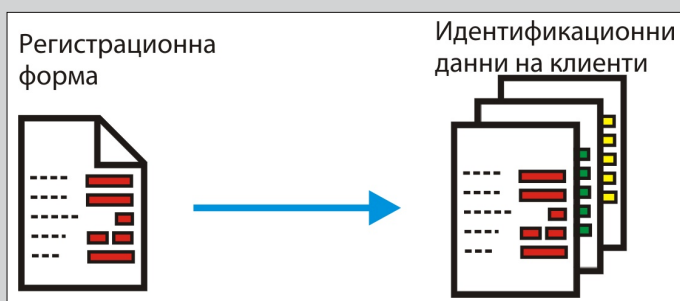 Регистрационна
форма
Идентификационни
данни на клиенти